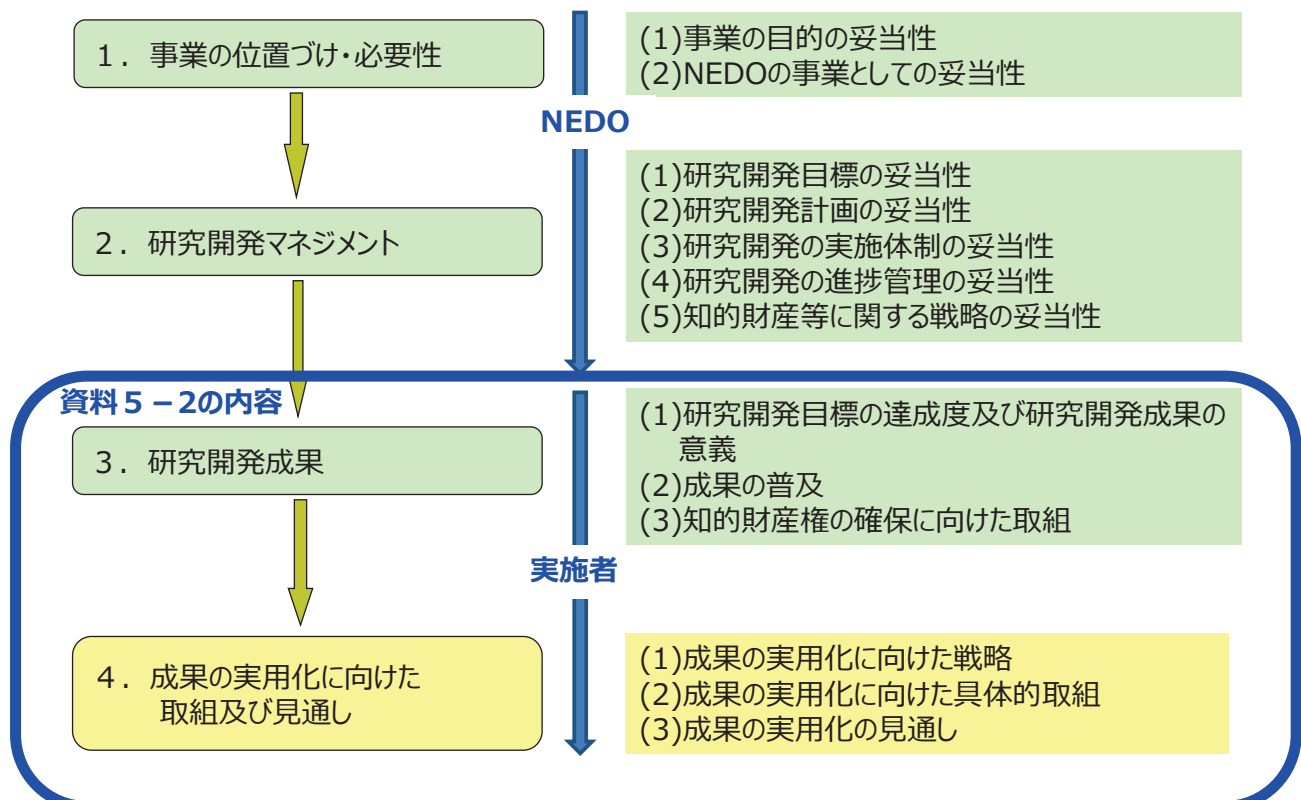 1．事業の位置づけ・必要性
(1)事業の目的の妥当性
(2)NEDOの事業としての妥当性
NEDO
2．研究開発マネジメント
(1)研究開発目標の妥当性
(2)研究開発計画の妥当性
(3)研究開発の実施体制の妥当性
(4)研究開発の進捗管理の妥当性
(5)知的財産等に関する戦略の妥当性
資料５－2の内容
3．研究開発成果
(1)研究開発目標の達成度及び研究開発成果の
意義
(2)成果の普及
(3)知的財産権の確保に向けた取組
実施者
4．成果の実用化に向けた
取組及び見通し
(1)成果の実用化に向けた戦略
(2)成果の実用化に向けた具体的取組
(3)成果の実用化の見通し